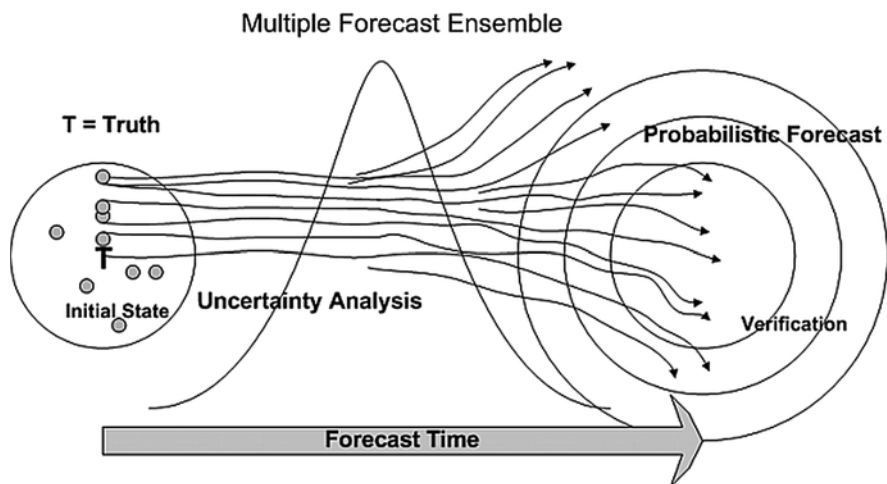 Multiple Forecast Ensemble
T = Truth
Probabilistic Forecast
T
Initial State
Uncertainty Analysis
Verification
Forecast Time